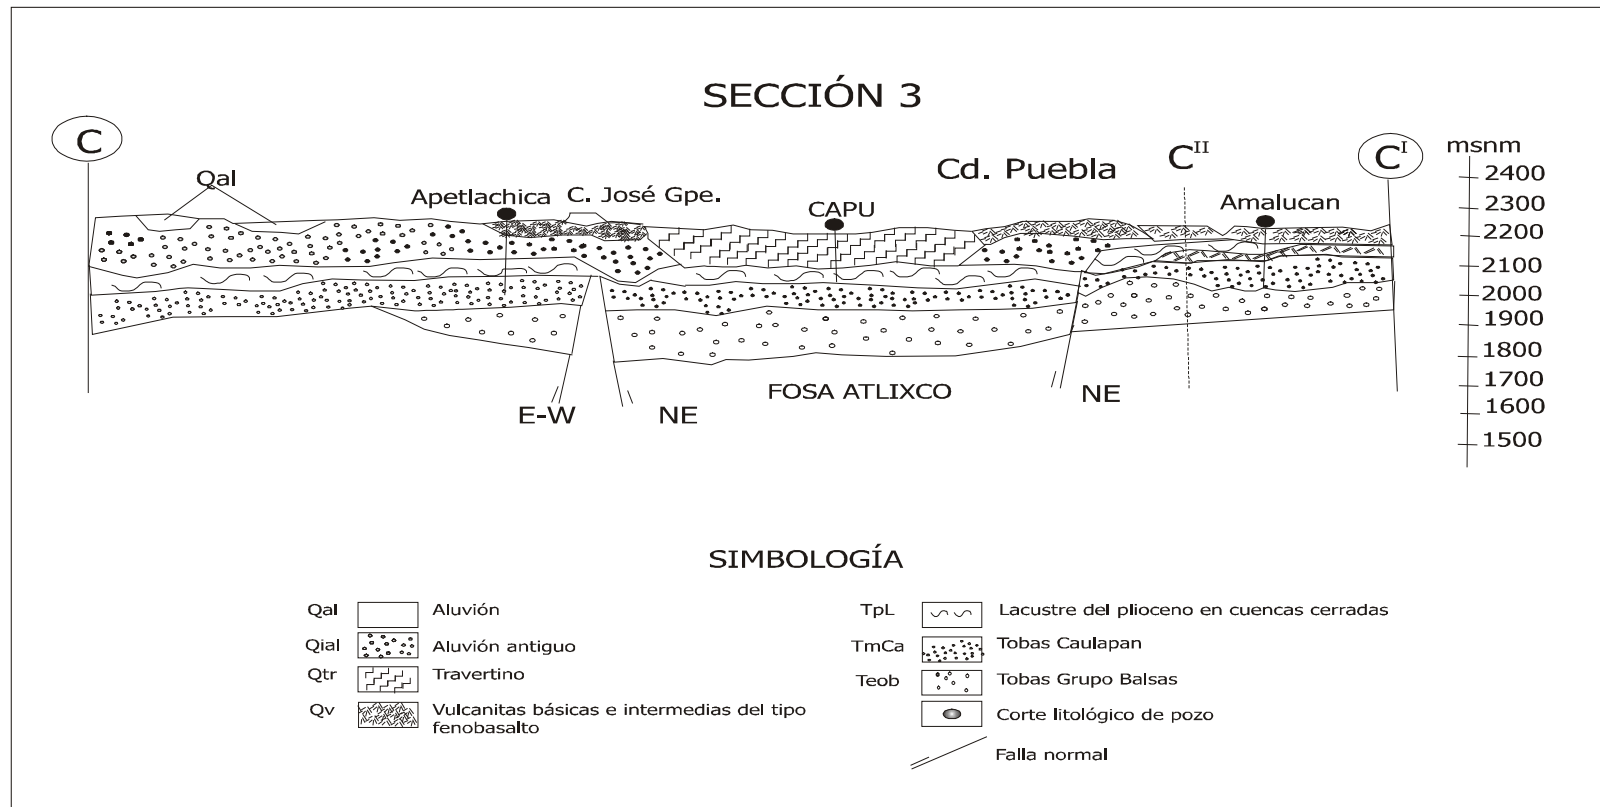 SECCIÓN 3
C
Qal
Apetlachica
C. José Gpe.
CAPU
Cd. Puebla
C^II
Amalucan
C^I
msnm
2400
2300
2200
2100
2000
1900
1800
1700
1600
1500
E-W
NE
FOSA ATLIXCO
NE
SIMBOLOGÍA
Qal Aluvión
Qial Aluvión antiguo
Qtr Travertino
Qv Vulcanitas básicas e intermedias del tipo
fenobasalto
TpL Lacustre del plioceno en cuencas cerradas
TmCa Tobas Caulapan
Teob Tobas Grupo Balsas
Corte litológico de pozo
Falla normal